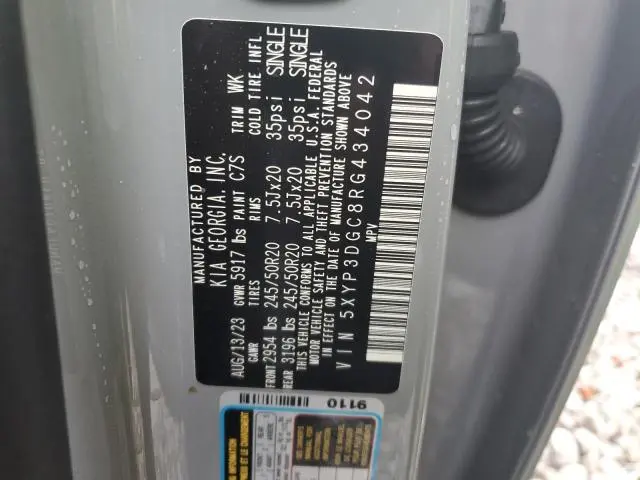 MANUFACTURED BY
KIA GEORGIA, INC.
AUG/13/23 GVWR 5917 lbs PAINT C7S TRIM WK
GAWR TIRES RIMS COLD TIRE INFL
FRONT 2954 lbs 245/50R20 7.5Jx20 35psi SINGLE
REAR 3196 lbs 245/50R20 7.5Jx20 35psi SINGLE
THIS VEHICLE CONFORMS TO ALL APPLICABLE U.S.A. FEDERAL
MOTOR VEHICLE SAFETY AND THEFT PREVENTION STANDARDS
IN EFFECT ON THE DATE OF MANUFACTURE SHOWN ABOVE
VIN 5XYP3DGC8RG434042
MPV
9110
INFORMATION